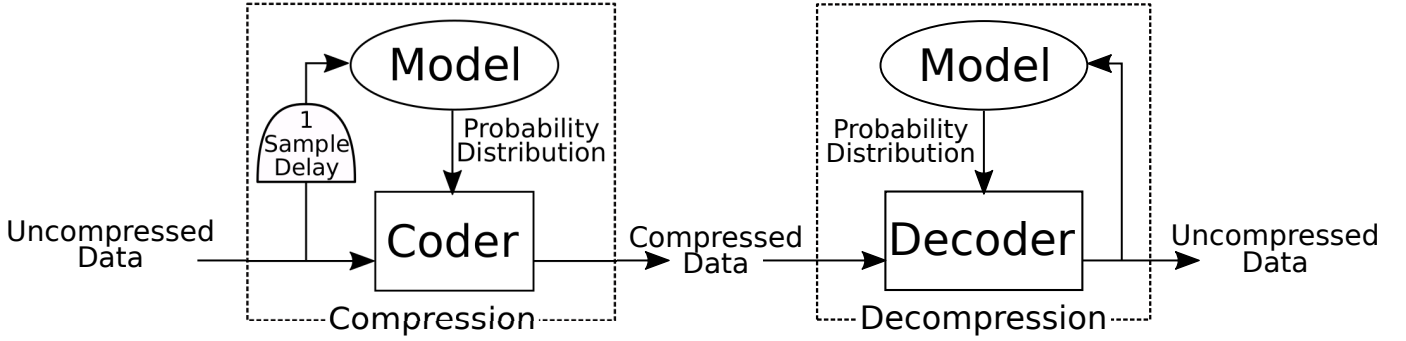 Model
1
Sample
Delay
Probability
Distribution
Uncompressed
Data
Coder
Compression
Compressed
Data
Model
Probability
Distribution
Decoder
Decompression
Uncompressed
Data